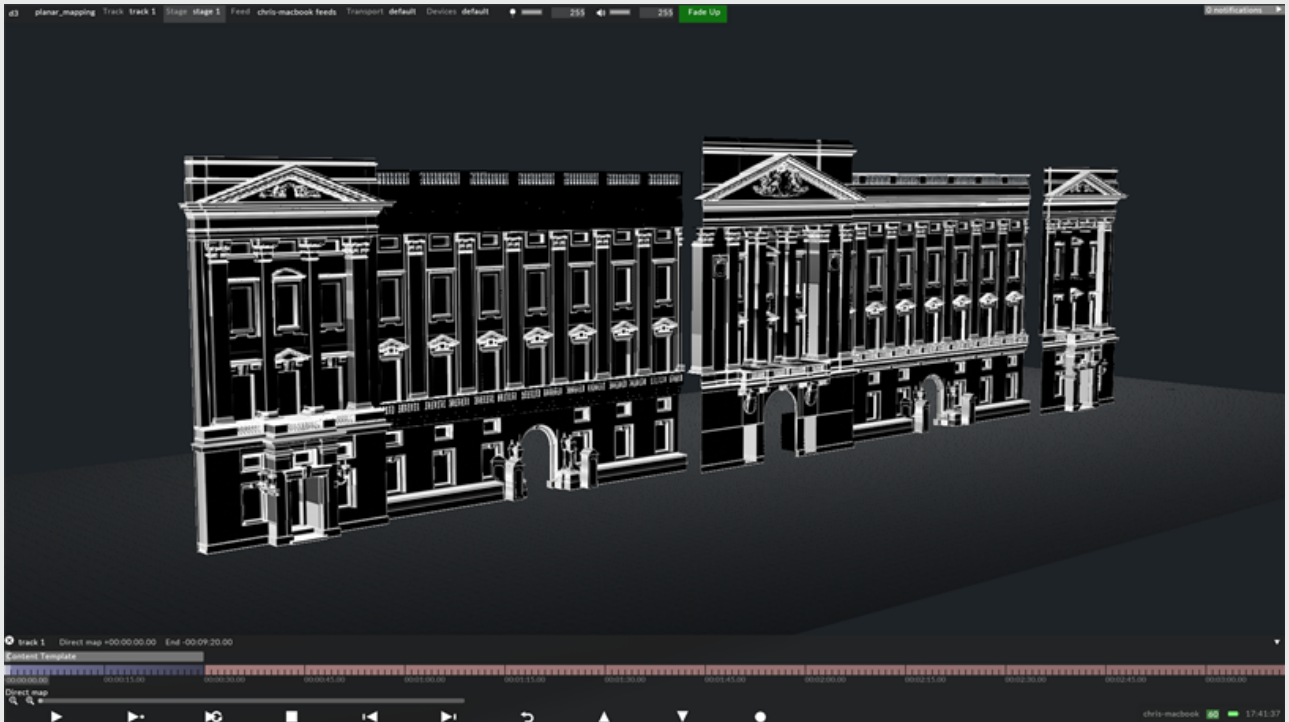 d3 planar_mapping Track track 1 Stage stage 1 Feed chris-macbook feeds Transport default Devices default 255 255 Fade Up 0 notifications
track 1 Direct map +00:00:00.00 End -00:09:20.00
Content Template
00:00:00.00 00:00:15.00 00:00:30.00 00:00:45.00 00:01:00.00 00:01:15.00 00:01:30.00 00:01:45.00 00:02:00.00 00:02:15.00 00:02:30.00 00:02:45.00 00:03:00.00
Direct map
chris-macbook 60 17:41:37